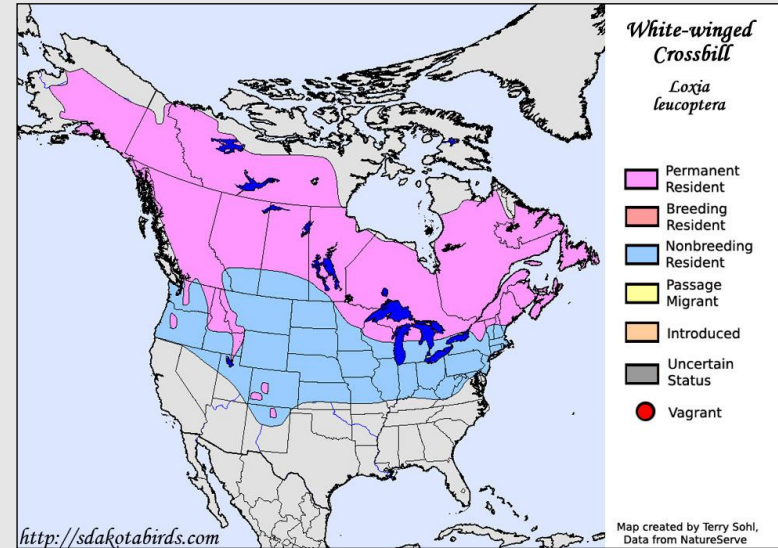 White-winged
Crossbill
Loxia
leucoptera
Permanent
Resident
Breeding
Resident
Nonbreeding
Resident
Passage
Migrant
Introduced
Uncertain
Status
Vagrant
Map created by Terry Sohl,
Data from NatureServe
http://sdakotabirds.com